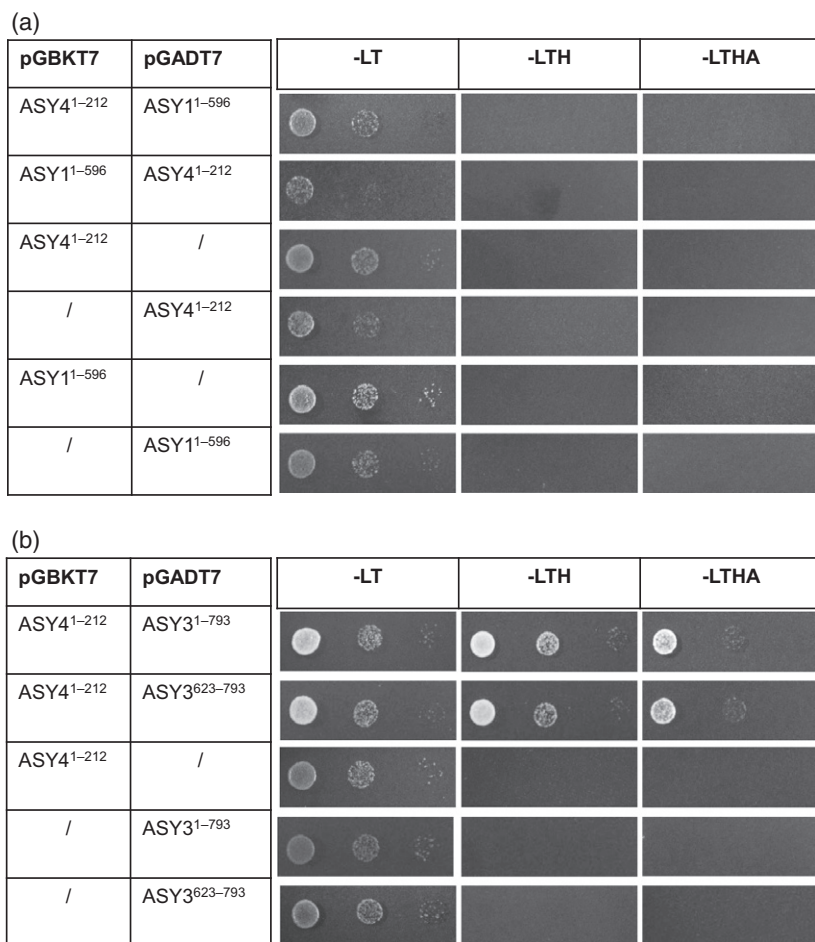 (a)
pGBKT7 pGADT7 -LT -LTH -LTHA
ASY4¹⁻²¹² ASY1¹⁻⁵⁹⁶
ASY1¹⁻⁵⁹⁶ ASY4¹⁻²¹²
ASY4¹⁻²¹² /
/ ASY4¹⁻²¹²
ASY1¹⁻⁵⁹⁶ /
/ ASY1¹⁻⁵⁹⁶
(b)
pGBKT7 pGADT7 -LT -LTH -LTHA
ASY4¹⁻²¹² ASY3¹⁻⁷⁹³
ASY4¹⁻²¹² ASY3⁶²³⁻⁷⁹³
ASY4¹⁻²¹² /
/ ASY3¹⁻⁷⁹³
/ ASY3⁶²³⁻⁷⁹³